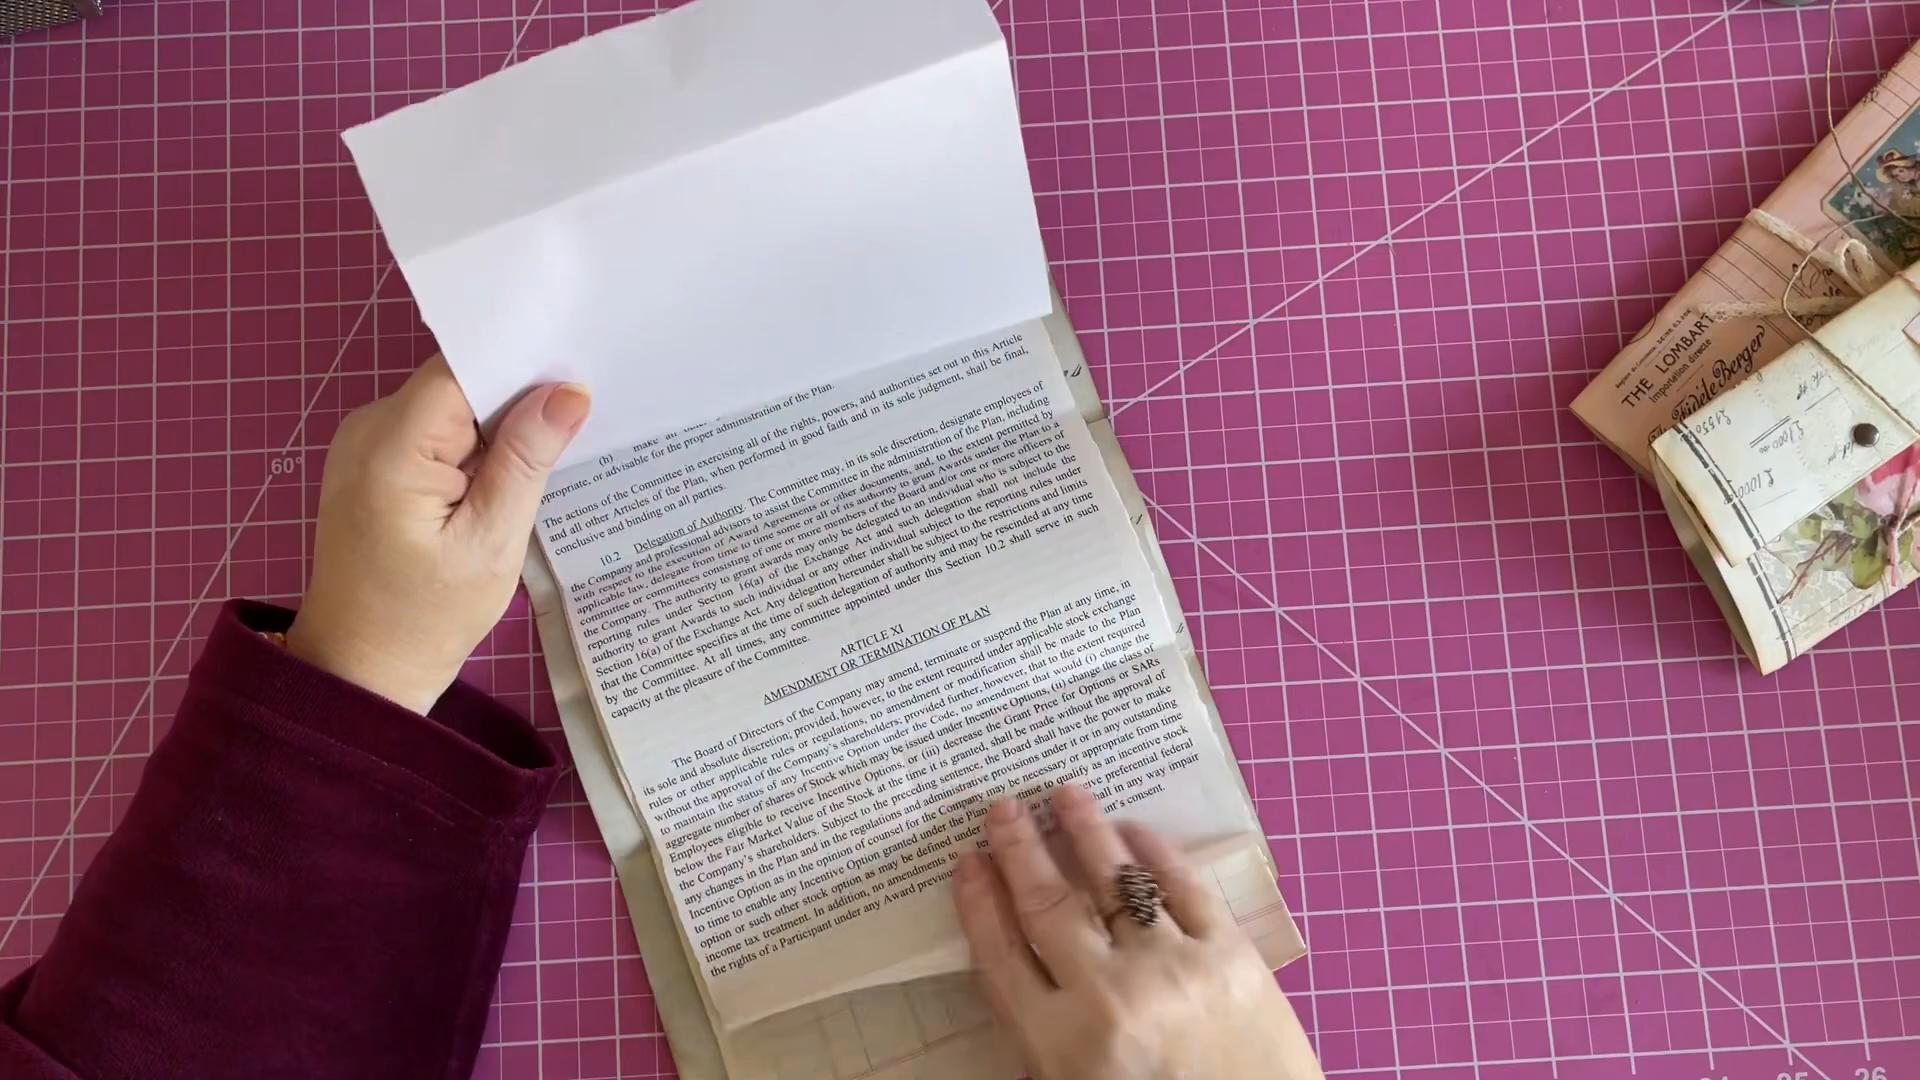 (h) make all
appropriate, or advisable for the proper administration of the Plan.
The actions of the Committee in exercising all of the rights, powers, and authorities set out in this Article
and all other Articles of the Plan, when performed in good faith and in its sole judgment, shall be final,
conclusive and binding on all parties.
10.2 Delegation of Authority. The Committee may, in its sole discretion, designate employees of
the Company and professional advisors to assist the Committee in the administration of the Plan, including
with respect to the execution of Award Agreements or other documents, and, to the extent permitted by
applicable law, delegate from time to time some or all of its authority to grant Awards under the Plan to a
committee or committees consisting of one or more members of the Board and/or one or more officers of
the Company. The authority to grant awards may only be delegated to an individual who is subject to the
reporting rules under Section 16(a) of the Exchange Act and such delegation shall not include the
authority to grant Awards to such individual or any other individual subject to the reporting rules under
Section 16(a) of the Exchange Act. Any delegation hereunder shall be subject to the restrictions and limits
that the Committee specifies at the time of such delegation of authority and may be rescinded at any time
by the Committee. At all times, any committee appointed under this Section 10.2 shall serve in such
capacity at the pleasure of the Committee.
ARTICLE XI
AMENDMENT OR TERMINATION OF PLAN
The Board of Directors of the Company may amend, terminate or suspend the Plan at any time, in
its sole and absolute discretion, provided, however, to the extent required under applicable stock exchange
rules or other applicable rules or regulations, no amendment or modification shall be made to the Plan
without the approval of the Company's shareholders; provided further, however, that to the extent required
to maintain the status of any Incentive Option under the Code, no amendment that would (i) change the
aggregate number of shares of Stock which may be issued under Incentive Options, (ii) change the class of
Employees eligible to receive Incentive Options, or (iii) decrease the Grant Price for Options or SARs
below the Fair Market Value of the Stock at the time it is granted, shall be made without the approval of
the Company's shareholders. Subject to the preceding sentence, the Board shall have the power to make
any changes in the Plan and in the regulations and administrative provisions under it or in any outstanding
Incentive Option as in the opinion of counsel for the Company may be necessary or appropriate from time
to time to enable any Incentive Option granted under the Plan continue to qualify as an incentive stock
option or such other stock option as may be defined under preferential federal
income tax treatment. In addition, no amendments to shall in any way impair
the rights of a Participant under any Award consent.
60°
THE LOMBART
Importation directe
Fidèle Berger
£1550.00
£1000.00
£1000
24
25
26